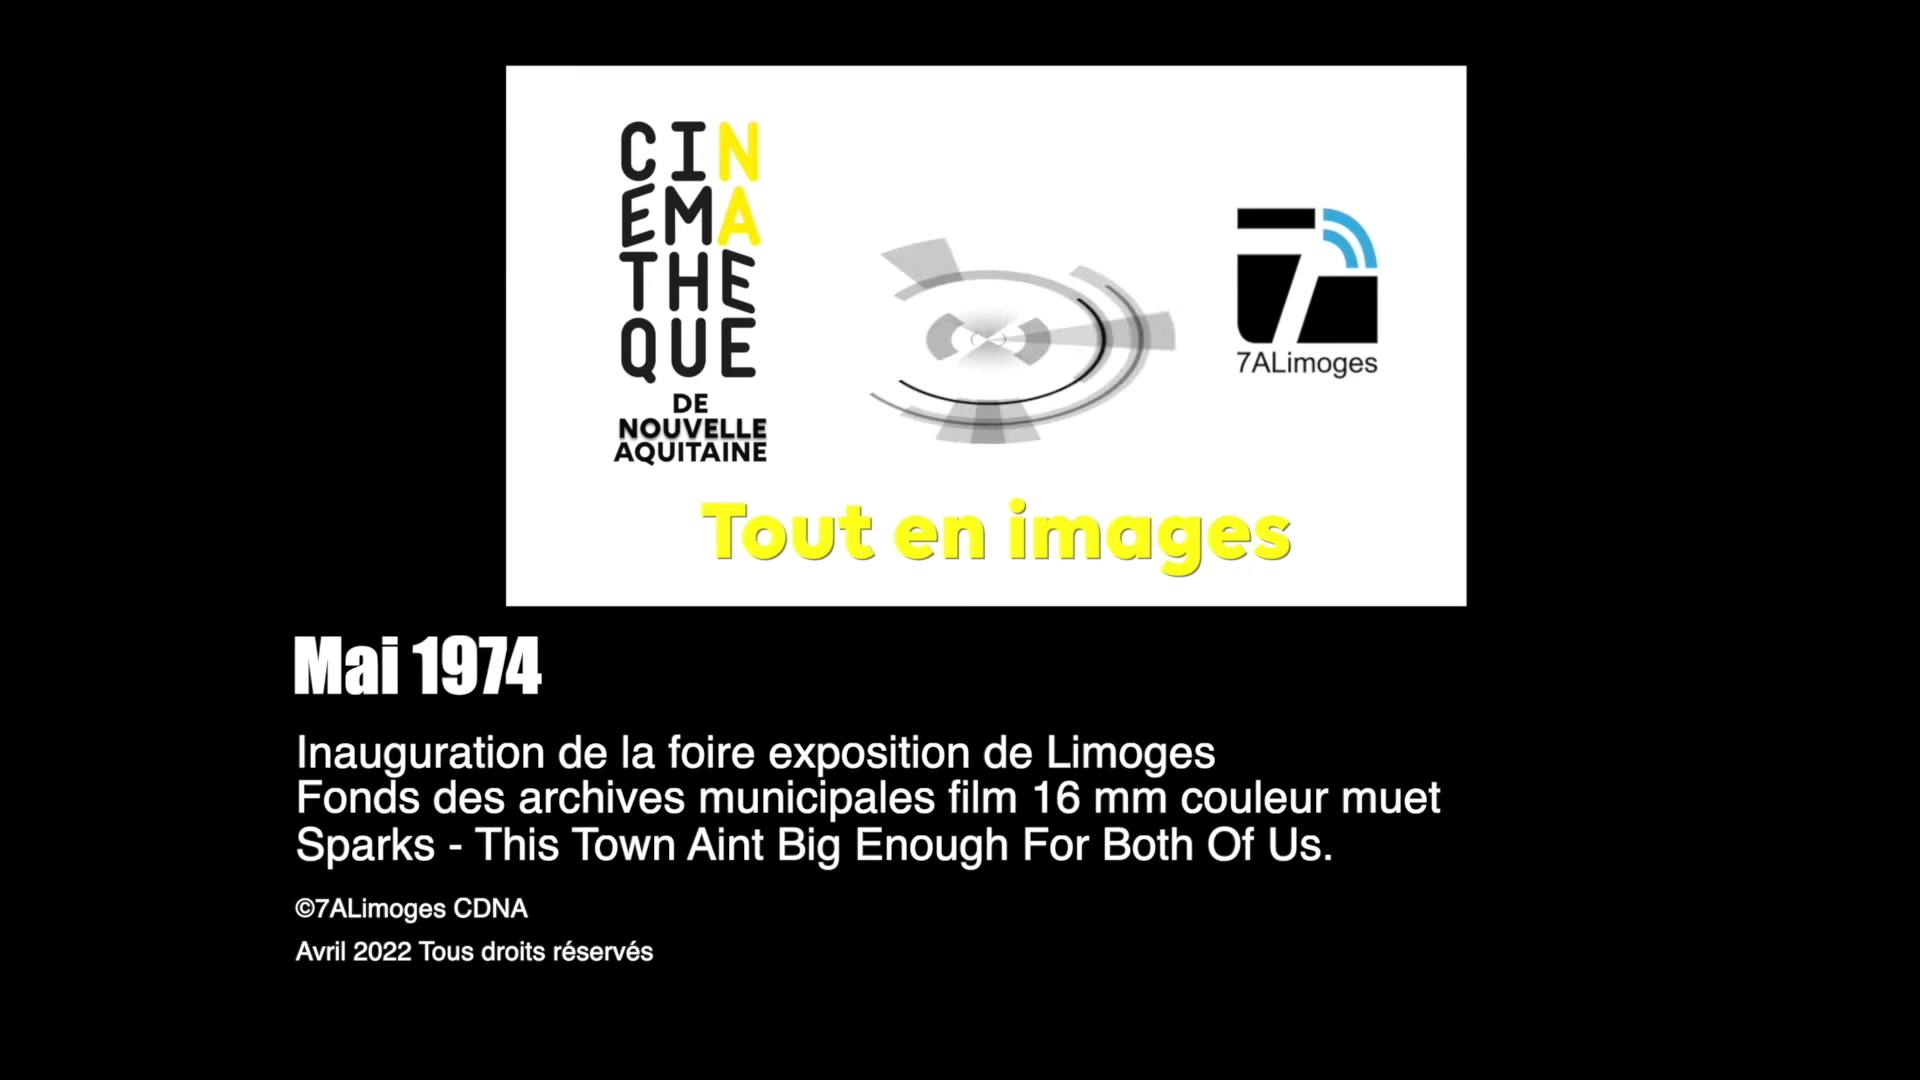 CIN
EMA
THE
QUE
DE
NOUVELLE
AQUITAINE
7ALimoges
Tout en images
Mai 1974
Inauguration de la foire exposition de Limoges
Fonds des archives municipales film 16 mm couleur muet
Sparks - This Town Aint Big Enough For Both Of Us.
©7ALimoges CDNA
Avril 2022 Tous droits réservés